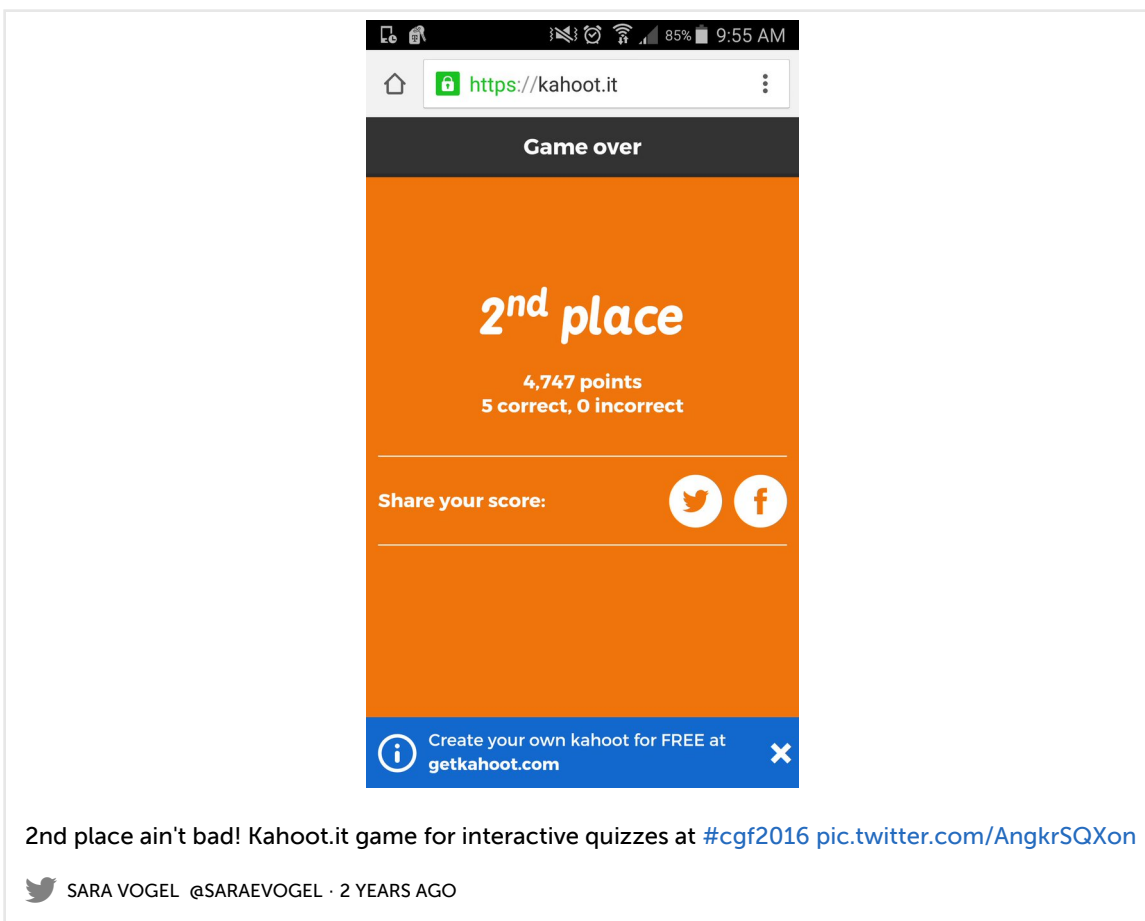 85% 9:55 AM
https://kahoot.it
Game over
2nd place
4,747 points
5 correct, 0 incorrect
Share your score:
Create your own kahoot for FREE at
getkahoot.com
2nd place ain't bad! Kahoot.it game for interactive quizzes at #cgf2016 pic.twitter.com/AngkrSQXon
SARA VOGEL @SARAEVOGEL · 2 YEARS AGO